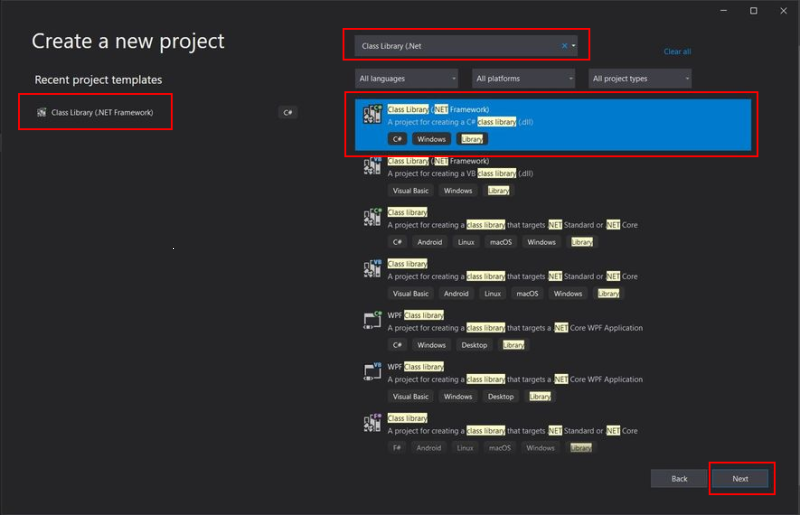 Create a new project
Recent project templates
Class Library (.NET Framework)
C#
Class Library (.Net
Clear all
All languages
All platforms
All project types
Class Library (.NET Framework)
A project for creating a C# class library (.dll)
C# Windows Library
Class Library (.NET Framework)
A project for creating a VB class library (.dll)
Visual Basic Windows Library
Class library
A project for creating a class library that targets .NET Standard or .NET Core
C# Android Linux macOS Windows Library
Class library
A project for creating a class library that targets .NET Standard or .NET Core
Visual Basic Android Linux macOS Windows Library
WPF Class library
A project for creating a class library that targets a .NET Core WPF Application
C# Windows Desktop Library
WPF Class library
A project for creating a class library that targets a .NET Core WPF Application
Visual Basic Windows Desktop Library
Class library
A project for creating a class library that targets .NET Standard or .NET Core
F# Android Linux macOS Windows Library
Back
Next